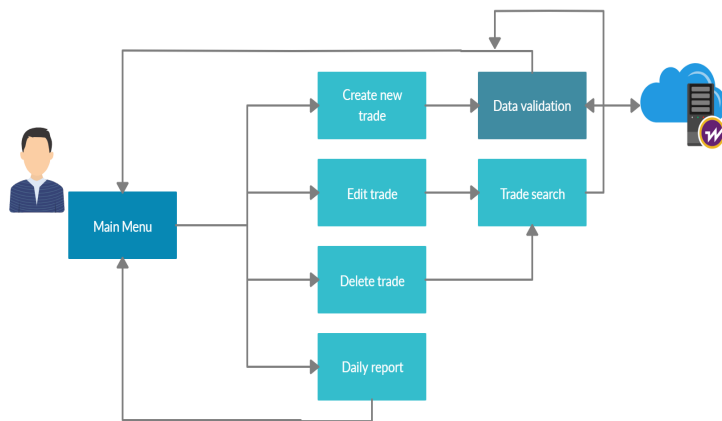 Create new
trade
Data validation
Edit trade
Trade search
Main Menu
Delete trade
Daily report